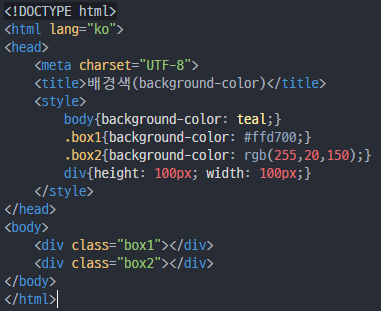 <!DOCTYPE html>
<html lang="ko">
<head>
    <meta charset="UTF-8">
    <title>배경색(background-color)</title>
    <style>
        body{background-color: teal;}
        .box1{background-color: #ffd700;}
        .box2{background-color: rgb(255,20,150);}
        div{height: 100px; width: 100px;}
    </style>
</head>
<body>
    <div class="box1"></div>
    <div class="box2"></div>
</body>
</html>